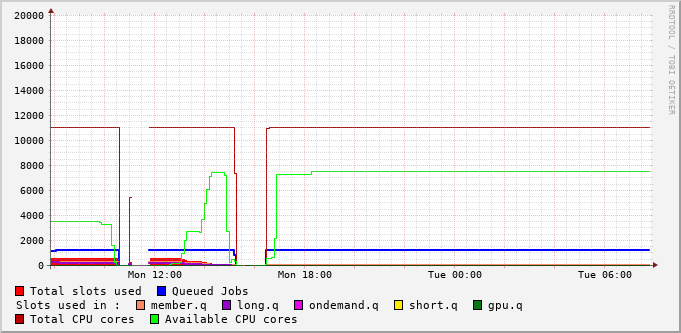 20000
18000
16000
14000
12000
10000
8000
6000
4000
2000
0
Mon 12:00 Mon 18:00 Tue 00:00 Tue 06:00
Total slots used Queued Jobs
Slots used in : member.q long.q ondemand.q short.q gpu.q
Total CPU cores Available CPU cores
RRDTOOL / TOBI OETIKER